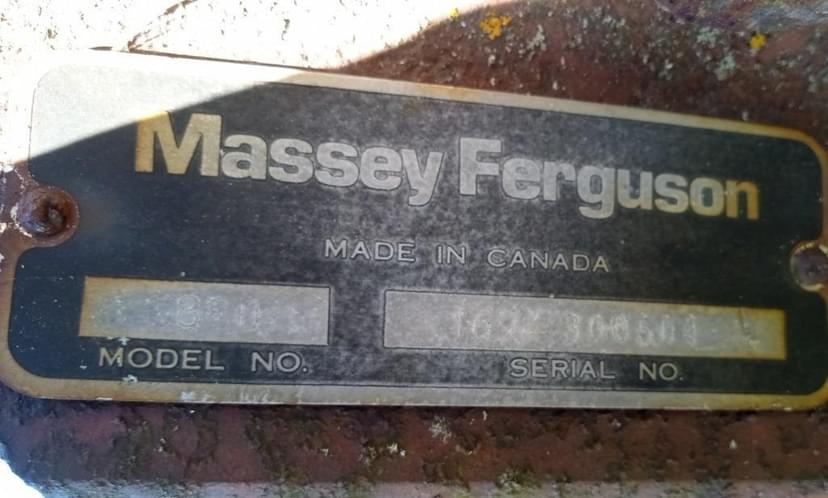 Massey Ferguson
MADE IN CANADA
MODEL NO.
SERIAL NO.